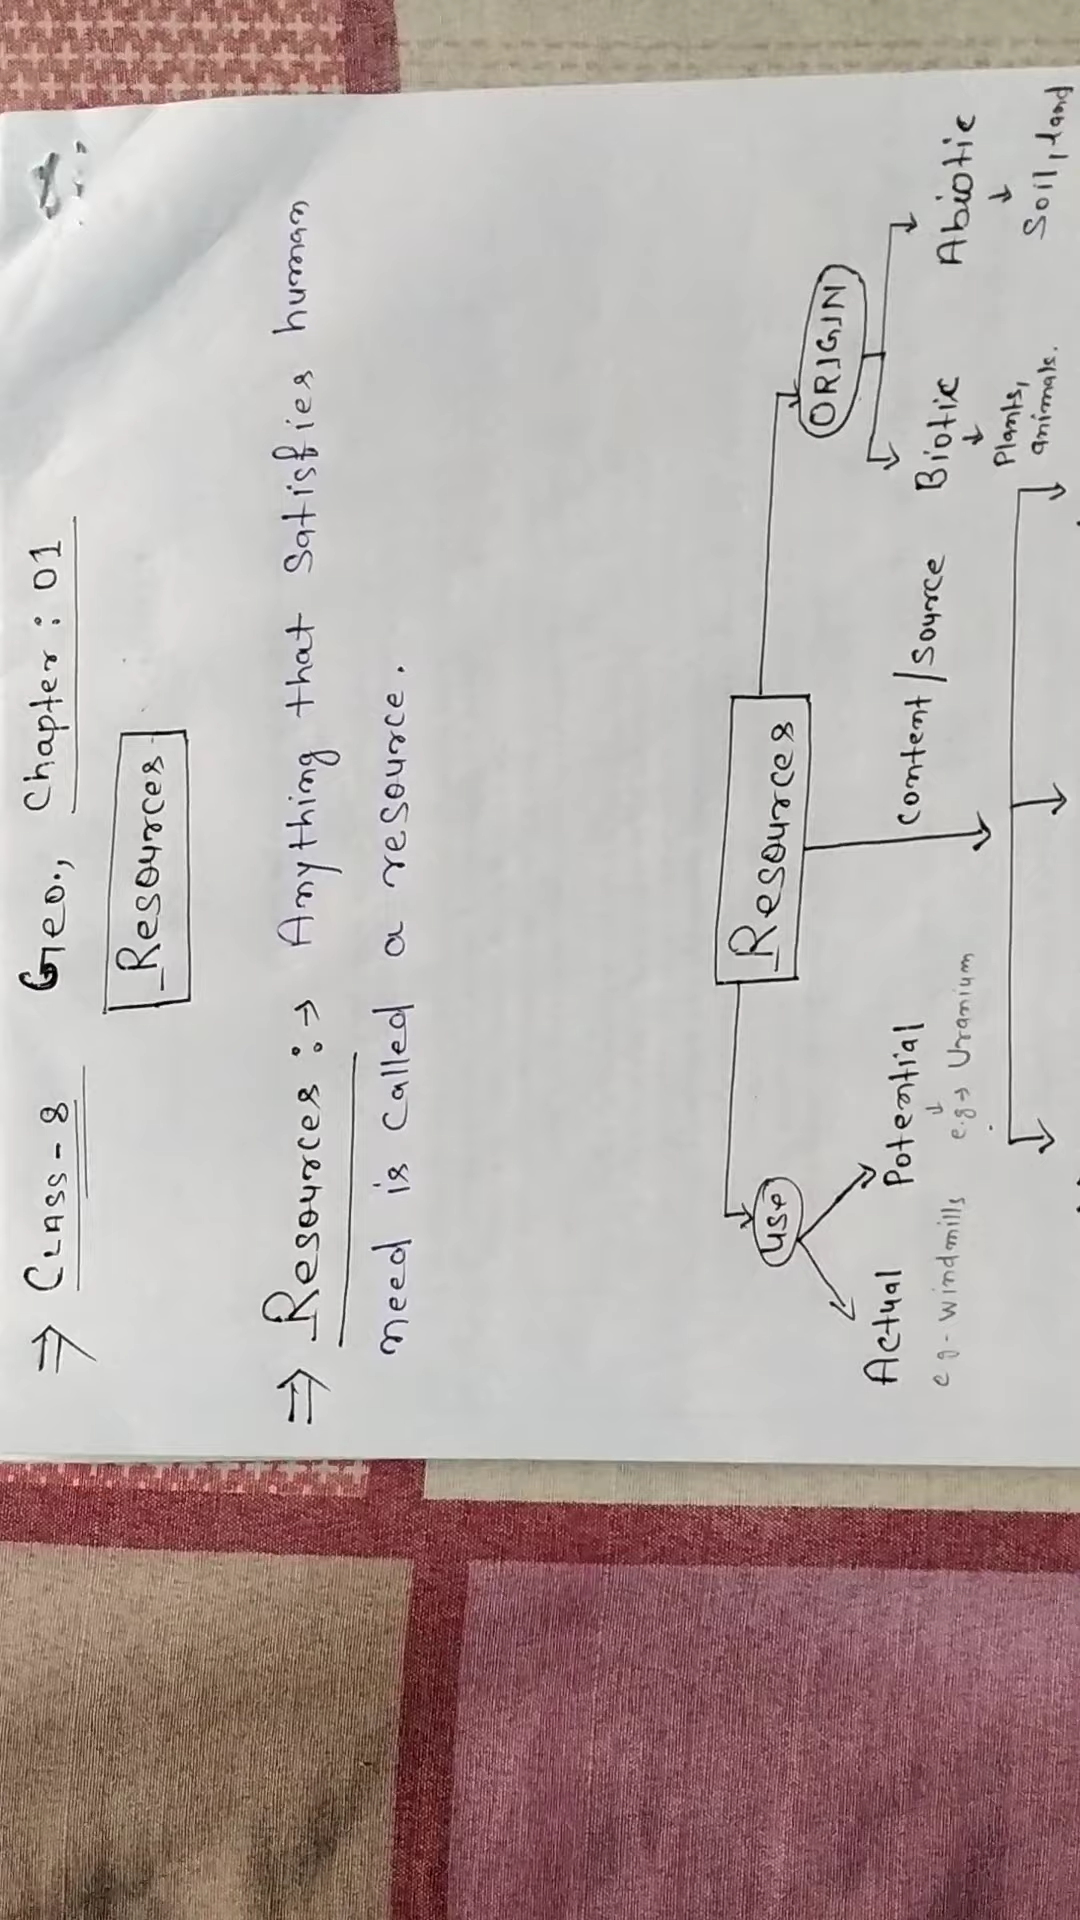 ⇒ CLASS-8 Geo., Chapter: 01
Resources
⇒ Resources :→ Anything that satisfies human
need is called a resource.
Resources
use
ORIGIN
Actual
Potential
Content/Source
Biotic
Abiotic
eg- windmills
e.g → Uranium
Plants,
animals.
Soil, land